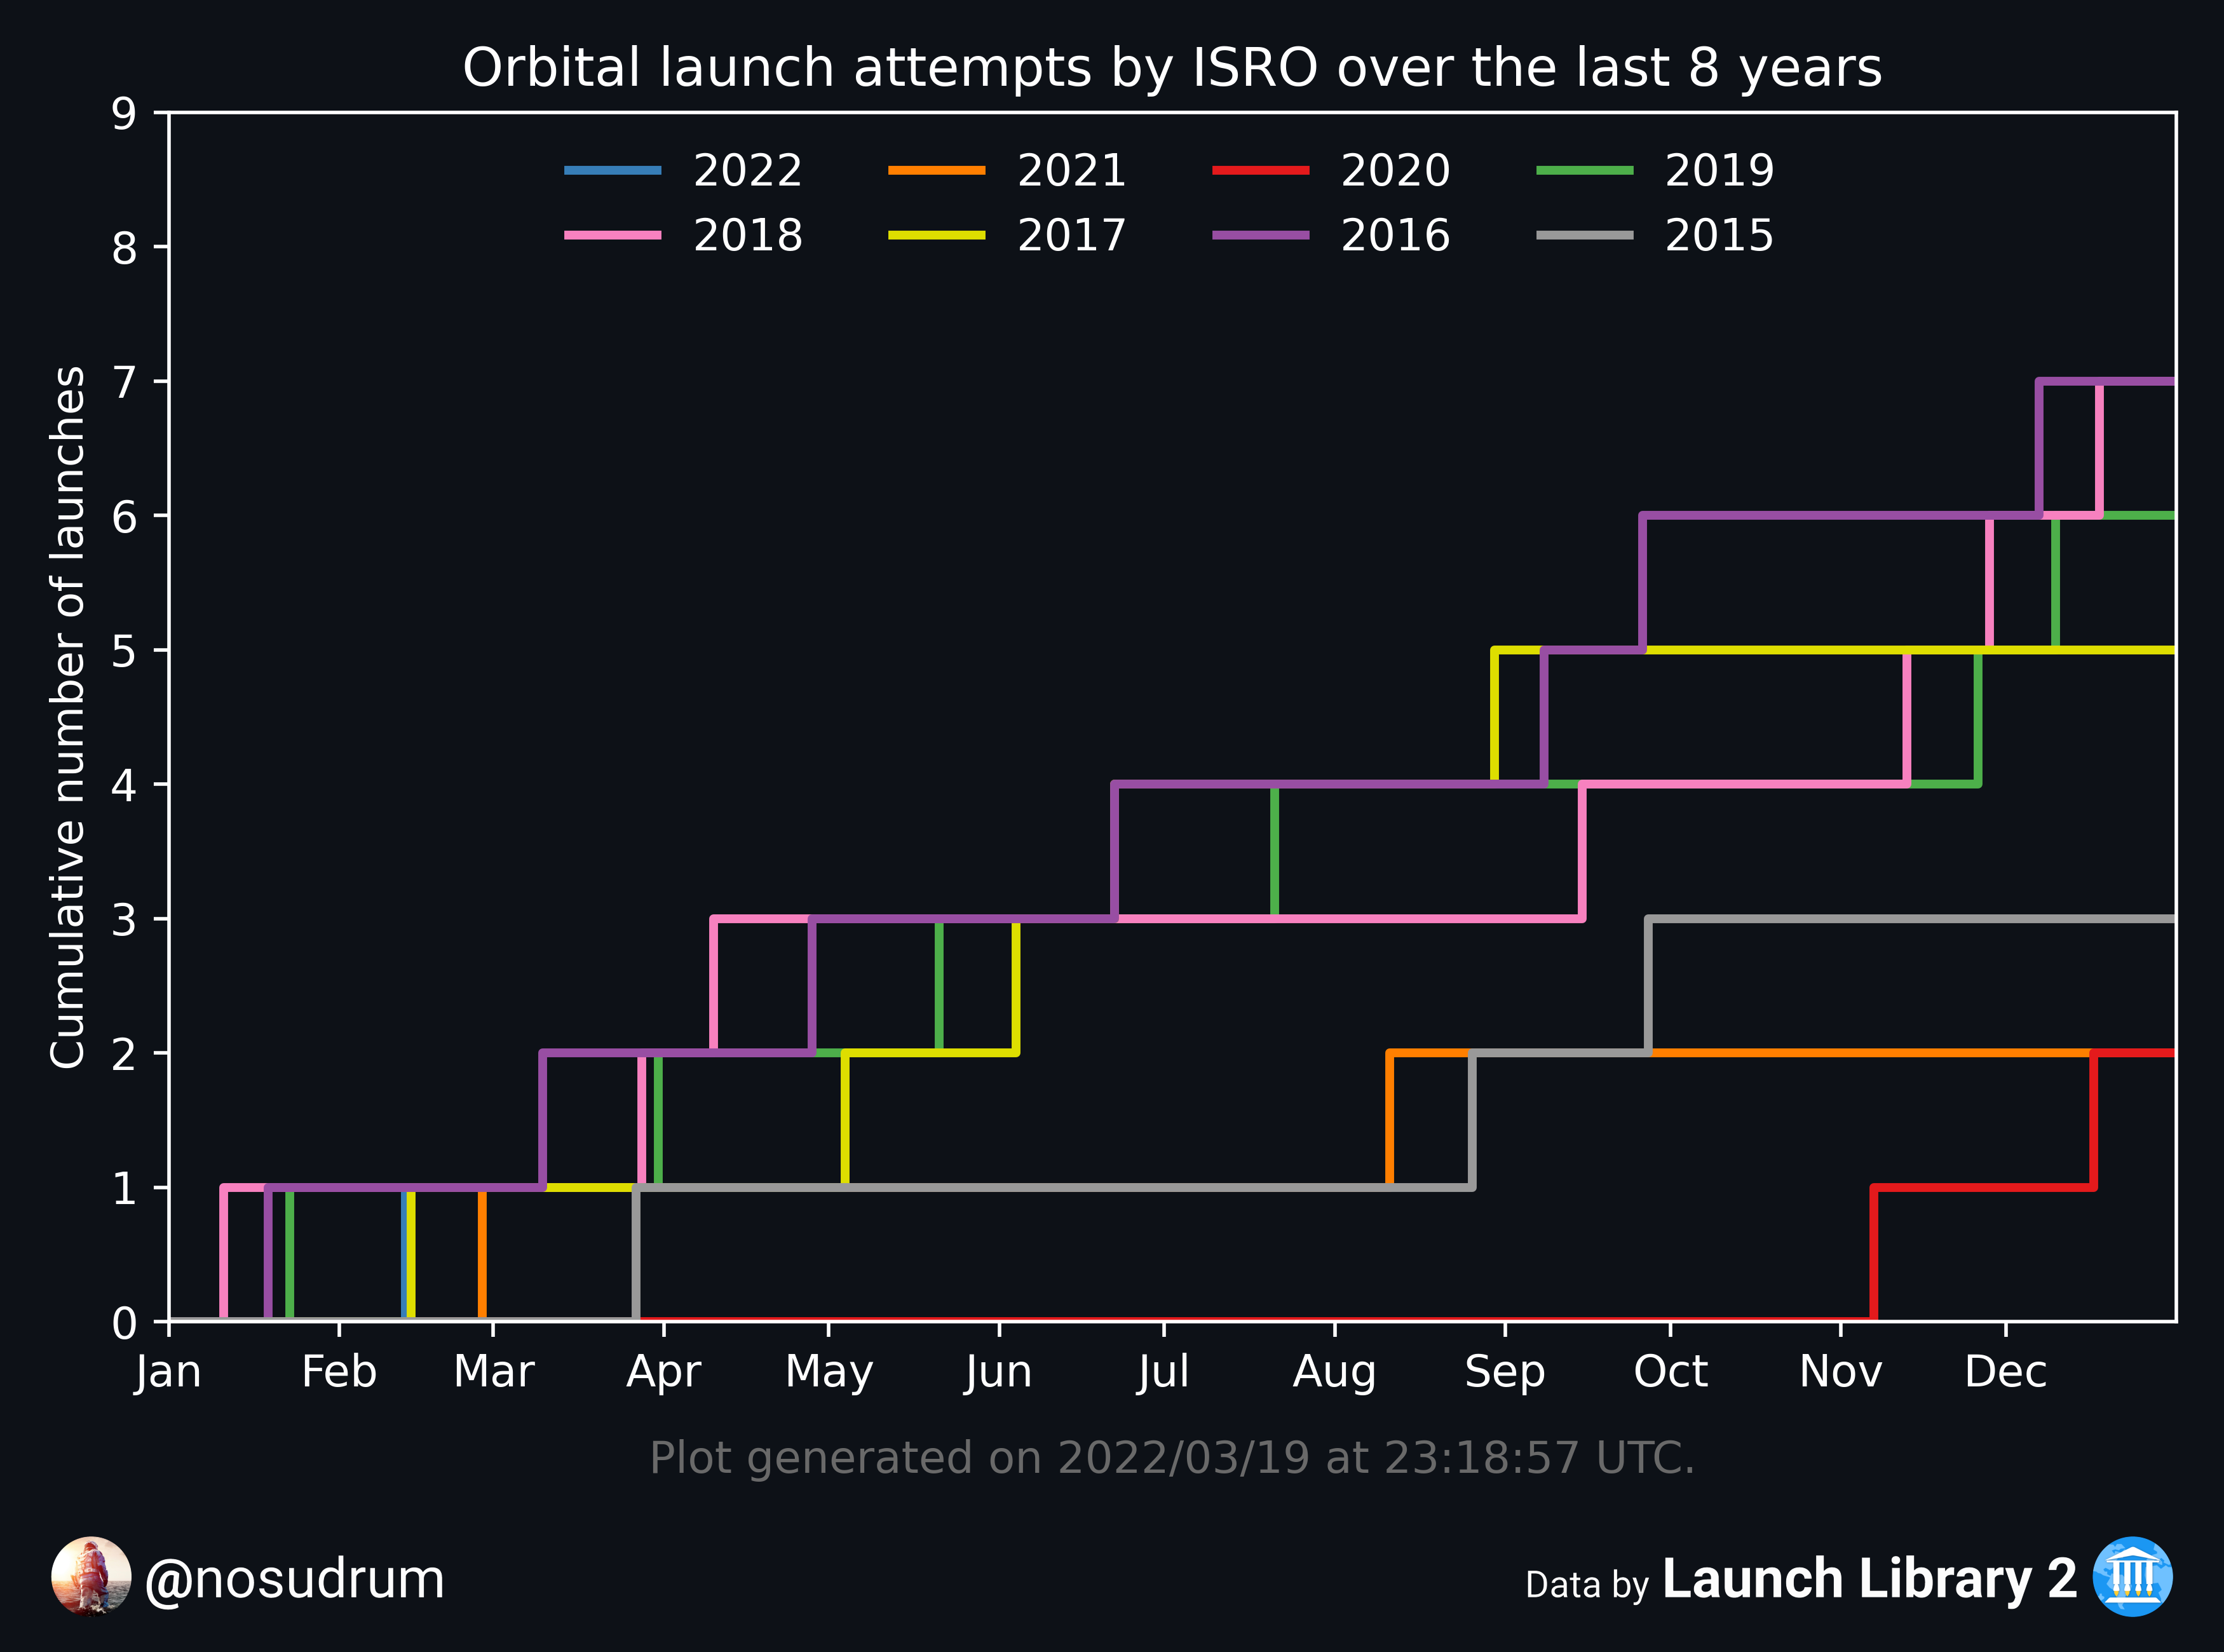 Orbital launch attempts by ISRO over the last 8 years
9
8
7
6
5
4
3
2
1
0
Cumulative number of launches
2022 2021 2020 2019
2018 2017 2016 2015
Jan Feb Mar Apr May Jun Jul Aug Sep Oct Nov Dec
Plot generated on 2022/03/19 at 23:18:57 UTC.
@nosudrum
Data by Launch Library 2